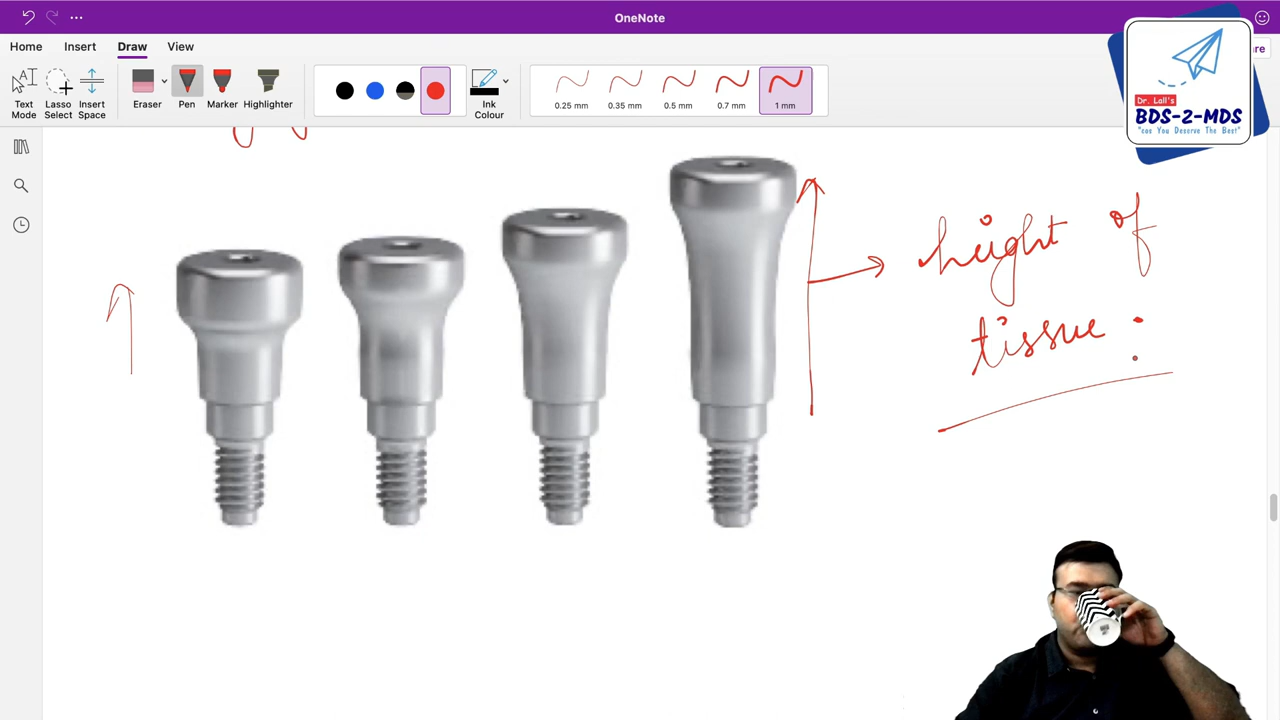 OneNote
Home Insert Draw View
Text Mode
Lasso Select
Insert Space
Eraser
Pen
Marker
Highlighter
Ink Colour
0.25 mm
0.35 mm
0.5 mm
0.7 mm
1 mm
Dr. Lall's
BDS-2-MDS
"cos You Deserve The Best"
height of
tissue :